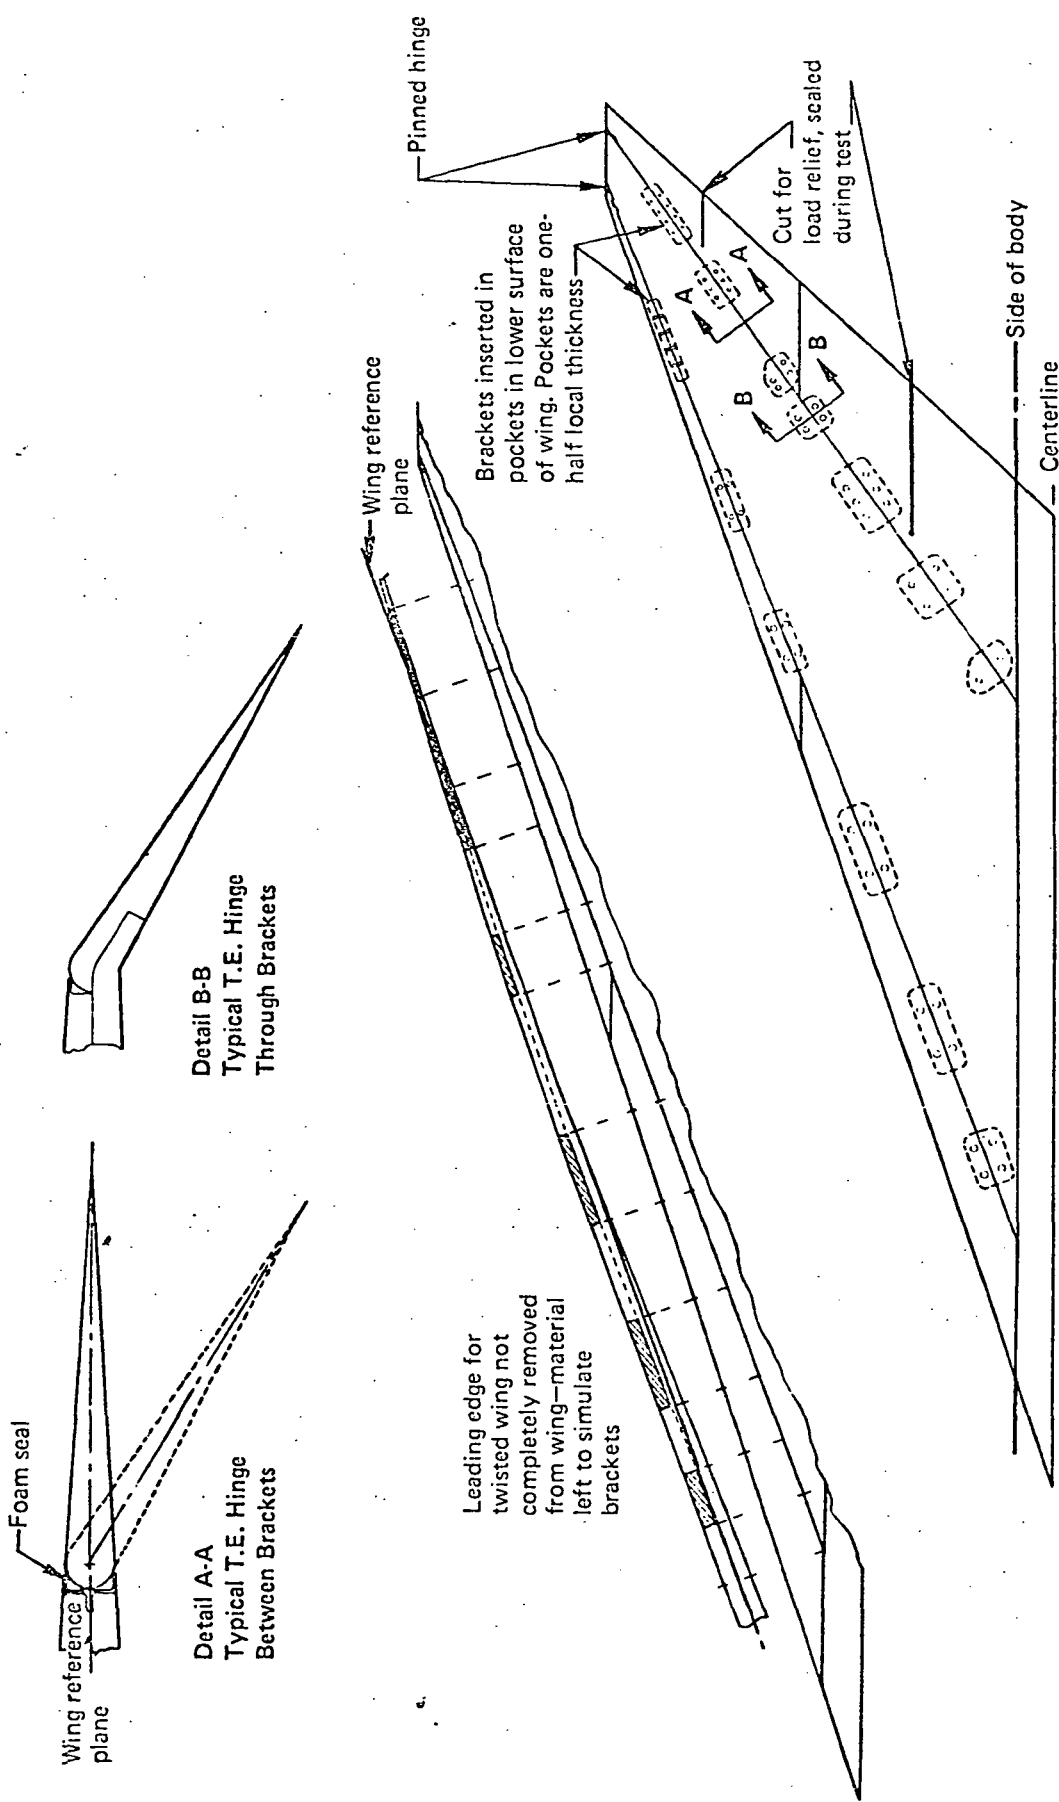 Foam seal
Wing reference
plane
Detail A-A
Typical T.E. Hinge
Between Brackets
Detail B-B
Typical T.E. Hinge
Through Brackets
Wing reference
plane
Leading edge for
twisted wing not
completely removed
from wing—material
left to simulate
brackets
Pinned hinge
Brackets inserted in
pockets in lower surface
of wing. Pockets are one-
half local thickness
A
A
B
B
Cut for
load relief, sealed
during test
Side of body
Centerline